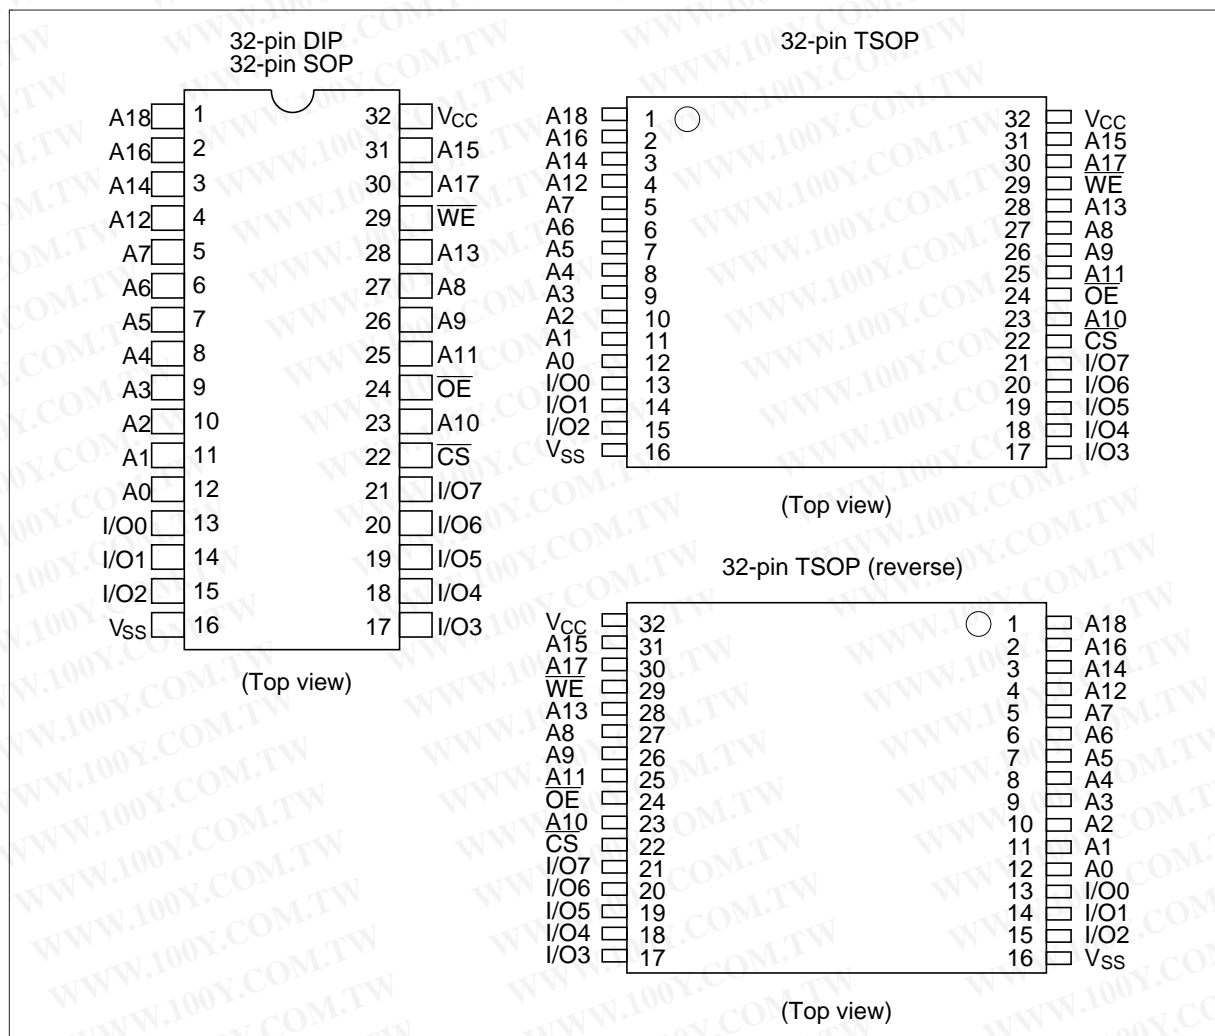 32-pin DIP
32-pin SOP
A18 1 32 VCC
A16 2 31 A15
A14 3 30 A17
A12 4 29 WE
A7 5 28 A13
A6 6 27 A8
A5 7 26 A9
A4 8 25 A11
A3 9 24 OE
A2 10 23 A10
A1 11 22 CS
A0 12 21 I/O7
I/O0 13 20 I/O6
I/O1 14 19 I/O5
I/O2 15 18 I/O4
VSS 16 17 I/O3
(Top view)
32-pin TSOP
A18 1 32 VCC
A16 2 31 A15
A14 3 30 A17
A12 4 29 WE
A7 5 28 A13
A6 6 27 A8
A5 7 26 A9
A4 8 25 A11
A3 9 24 OE
A2 10 23 A10
A1 11 22 CS
A0 12 21 I/O7
I/O0 13 20 I/O6
I/O1 14 19 I/O5
I/O2 15 18 I/O4
VSS 16 17 I/O3
(Top view)
32-pin TSOP (reverse)
VCC 32 1 A18
A15 31 2 A16
A17 30 3 A14
WE 29 4 A12
A13 28 5 A7
A8 27 6 A6
A9 26 7 A5
A11 25 8 A4
OE 24 9 A3
A10 23 10 A2
CS 22 11 A1
I/O7 21 12 A0
I/O6 20 13 I/O0
I/O5 19 14 I/O1
I/O4 18 15 I/O2
I/O3 17 16 VSS
(Top view)
WWW.100Y.COM.TW